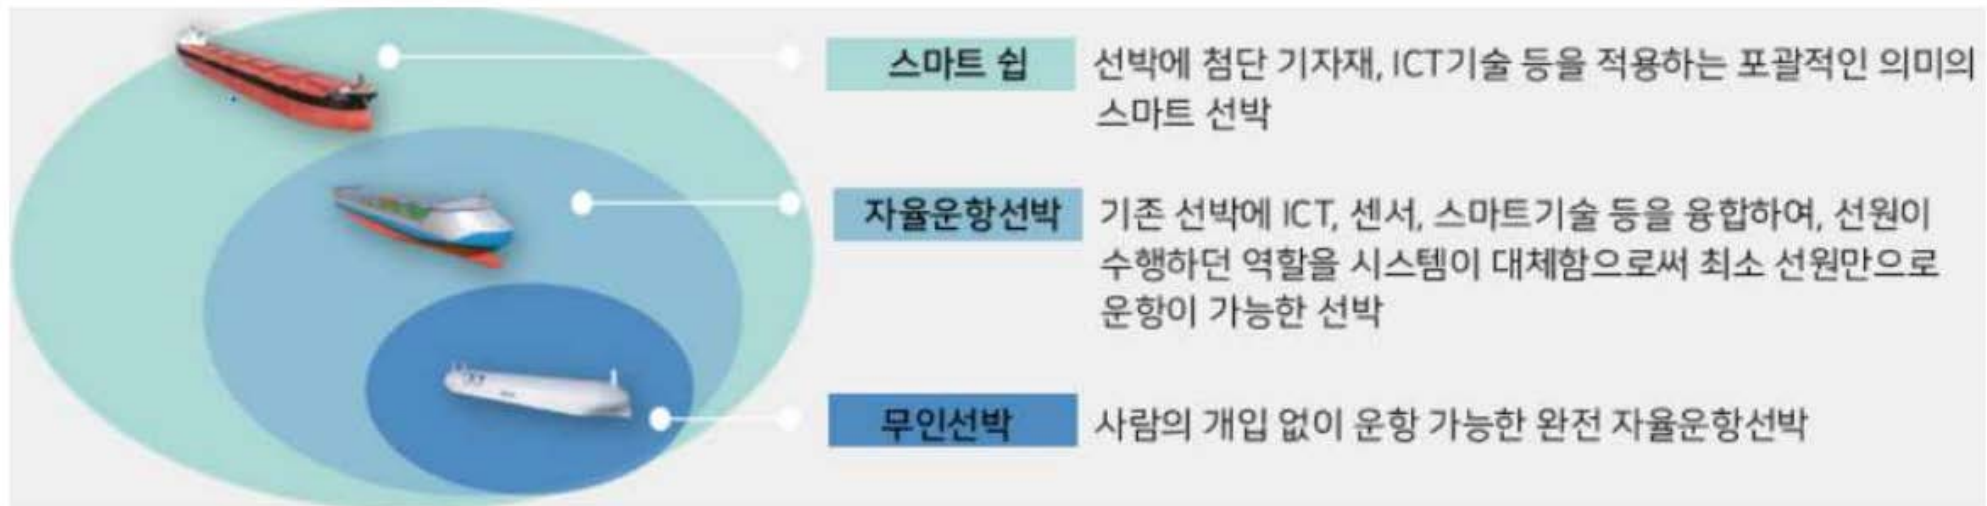 스마트 쉽
선박에 첨단 기자재, ICT기술 등을 적용하는 포괄적인 의미의
스마트 선박
자율운항선박
기존 선박에 ICT, 센서, 스마트기술 등을 융합하여, 선원이
수행하던 역할을 시스템이 대체함으로써 최소 선원만으로
운항이 가능한 선박
무인선박
사람의 개입 없이 운항 가능한 완전 자율운항선박